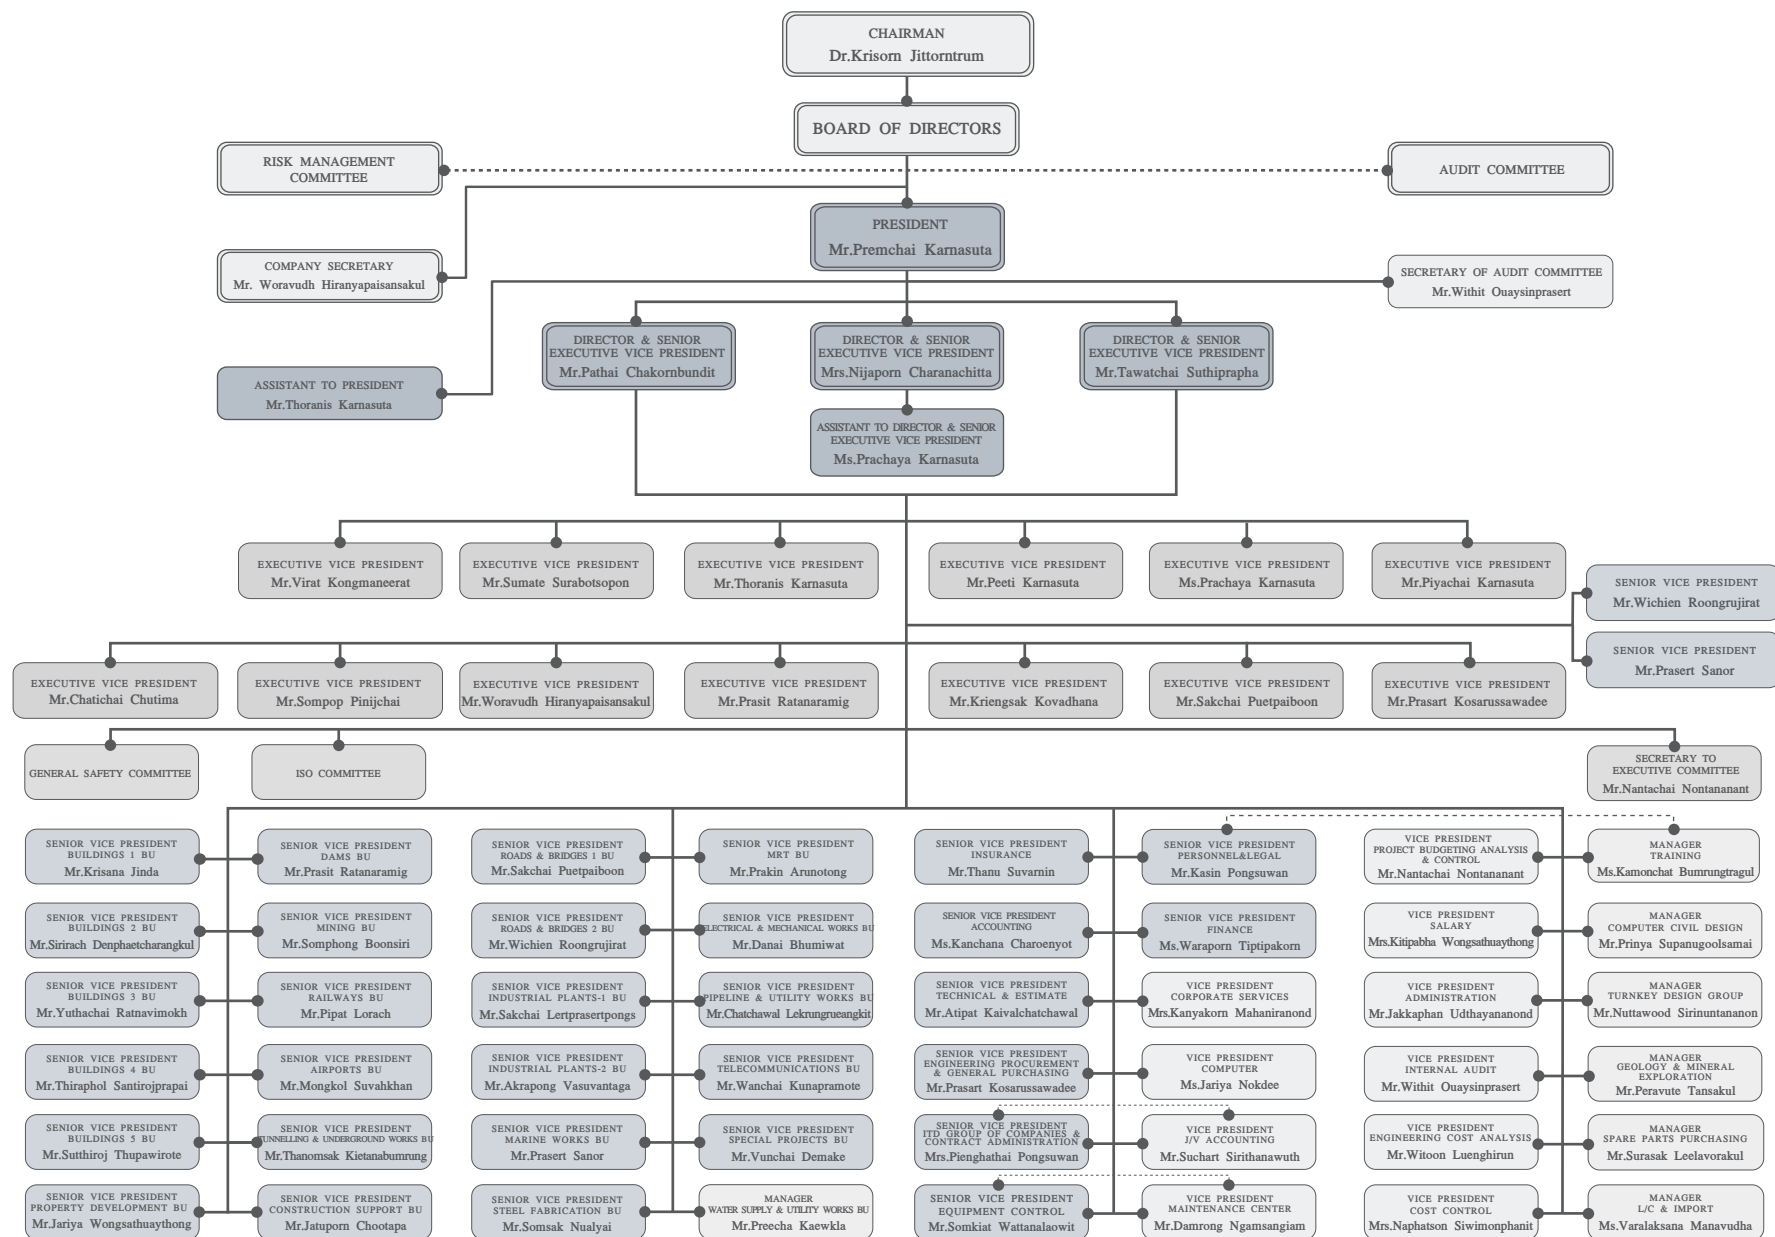 CHAIRMAN
Dr.Krisorn Jittorntrum
BOARD OF DIRECTORS
RISK MANAGEMENT
COMMITTEE
AUDIT COMMITTEE
PRESIDENT
Mr.Premchai Karnasuta
COMPANY SECRETARY
Mr. Woravudh Hiranyapaisansakul
SECRETARY OF AUDIT COMMITTEE
Mr.Withit Ouaysinprasert
DIRECTOR & SENIOR
EXECUTIVE VICE PRESIDENT
Mr.Pathai Chakornbundit
DIRECTOR & SENIOR
EXECUTIVE VICE PRESIDENT
Mrs.Nijaporn Charanachitta
DIRECTOR & SENIOR
EXECUTIVE VICE PRESIDENT
Mr.Tawatchai Suthiprapha
ASSISTANT TO PRESIDENT
Mr.Thoranis Karnasuta
ASSISTANT TO DIRECTOR & SENIOR
EXECUTIVE VICE PRESIDENT
Ms.Prachaya Karnasuta
EXECUTIVE VICE PRESIDENT
Mr.Virat Kongmaneerat
EXECUTIVE VICE PRESIDENT
Mr.Sumate Surabotsopon
EXECUTIVE VICE PRESIDENT
Mr.Thoranis Karnasuta
EXECUTIVE VICE PRESIDENT
Mr.Peeti Karnasuta
EXECUTIVE VICE PRESIDENT
Ms.Prachaya Karnasuta
EXECUTIVE VICE PRESIDENT
Mr.Piyachai Karnasuta
SENIOR VICE PRESIDENT
Mr.Wichien Roongrujirat
SENIOR VICE PRESIDENT
Mr.Prasert Sanor
EXECUTIVE VICE PRESIDENT
Mr.Chatichai Chutima
EXECUTIVE VICE PRESIDENT
Mr.Sompop Pinijchai
EXECUTIVE VICE PRESIDENT
Mr.Woravudh Hiranyapaisansakul
EXECUTIVE VICE PRESIDENT
Mr.Prasit Ratanaramig
EXECUTIVE VICE PRESIDENT
Mr.Kriengsak Kovadhana
EXECUTIVE VICE PRESIDENT
Mr.Sakchai Puetpaiboon
EXECUTIVE VICE PRESIDENT
Mr.Prasart Kosarussawadee
GENERAL SAFETY COMMITTEE
ISO COMMITTEE
SECRETARY TO
EXECUTIVE COMMITTEE
Mr.Nantachai Nontananant
SENIOR VICE PRESIDENT
BUILDINGS 1 BU
Mr.Krisana Jinda
SENIOR VICE PRESIDENT
DAMS BU
Mr.Prasit Ratanaramig
SENIOR VICE PRESIDENT
ROADS & BRIDGES 1 BU
Mr.Sakchai Puetpaiboon
SENIOR VICE PRESIDENT
MRT BU
Mr.Prakin Arunotong
SENIOR VICE PRESIDENT
INSURANCE
Mr.Thanu Suvarnin
SENIOR VICE PRESIDENT
PERSONNEL&LEGAL
Mr.Kasin Pongsuwan
VICE PRESIDENT
PROJECT BUDGETING ANALYSIS
& CONTROL
Mr.Nantachai Nontananant
MANAGER
TRAINING
Ms.Kamonchat Bumrungtragul
SENIOR VICE PRESIDENT
BUILDINGS 2 BU
Mr.Sirirach Denphaetcharangkul
SENIOR VICE PRESIDENT
MINING BU
Mr.Somphong Boonsiri
SENIOR VICE PRESIDENT
ROADS & BRIDGES 2 BU
Mr.Wichien Roongrujirat
SENIOR VICE PRESIDENT
ELECTRICAL & MECHANICAL WORKS BU
Mr.Danai Bhumiwat
SENIOR VICE PRESIDENT
ACCOUNTING
Ms.Kanchana Charoenyot
SENIOR VICE PRESIDENT
FINANCE
Ms.Waraporn Tiptipakorn
VICE PRESIDENT
SALARY
Mrs.Kitipabha Wongsathuaythong
MANAGER
COMPUTER CIVIL DESIGN
Mr.Prinya Supanugoolsamai
SENIOR VICE PRESIDENT
BUILDINGS 3 BU
Mr.Yuthachai Ratnavimokh
SENIOR VICE PRESIDENT
RAILWAYS BU
Mr.Pipat Lorach
SENIOR VICE PRESIDENT
INDUSTRIAL PLANTS-1 BU
Mr.Sakchai Lertprasertpongs
SENIOR VICE PRESIDENT
PIPELINE & UTILITY WORKS BU
Mr.Chatchawal Lekrungrueangkit
SENIOR VICE PRESIDENT
TECHNICAL & ESTIMATE
Mr.Atipat Kaivalchatchawal
VICE PRESIDENT
CORPORATE SERVICES
Mrs.Kanyakorn Mahaniranond
VICE PRESIDENT
ADMINISTRATION
Mr.Jakkaphan Udthayananond
MANAGER
TURNKEY DESIGN GROUP
Mr.Nuttawood Sirinuntananon
SENIOR VICE PRESIDENT
BUILDINGS 4 BU
Mr.Thiraphol Santirojprapai
SENIOR VICE PRESIDENT
AIRPORTS BU
Mr.Mongkol Suvahkhan
SENIOR VICE PRESIDENT
INDUSTRIAL PLANTS-2 BU
Mr.Akrapong Vasuvantaga
SENIOR VICE PRESIDENT
TELECOMMUNICATIONS BU
Mr.Wanchai Kunapramote
SENIOR VICE PRESIDENT
ENGINEERING PROCUREMENT
& GENERAL PURCHASING
Mr.Prasart Kosarussawadee
VICE PRESIDENT
COMPUTER
Ms.Jariya Nokdee
VICE PRESIDENT
INTERNAL AUDIT
Mr.Withit Ouaysinprasert
MANAGER
GEOLOGY & MINERAL
EXPLORATION
Mr.Peravute Tansakul
SENIOR VICE PRESIDENT
BUILDINGS 5 BU
Mr.Sutthiroj Thupawirote
SENIOR VICE PRESIDENT
TUNNELLING & UNDERGROUND WORKS BU
Mr.Thanomsak Kietanabumrung
SENIOR VICE PRESIDENT
MARINE WORKS BU
Mr.Prasert Sanor
SENIOR VICE PRESIDENT
SPECIAL PROJECTS BU
Mr.Vunchai Demake
SENIOR VICE PRESIDENT
ITD GROUP OF COMPANIES &
CONTRACT ADMINISTRATION
Mrs.Pienghathai Pongsuwan
VICE PRESIDENT
J/V ACCOUNTING
Mr.Suchart Sirithanawuth
VICE PRESIDENT
ENGINEERING COST ANALYSIS
Mr.Witoon Luenghirun
MANAGER
SPARE PARTS PURCHASING
Mr.Surasak Leelavorakul
SENIOR VICE PRESIDENT
PROPERTY DEVELOPMENT BU
Mr.Jariya Wongsathuaythong
SENIOR VICE PRESIDENT
CONSTRUCTION SUPPORT BU
Mr.Jatuporn Chootapa
SENIOR VICE PRESIDENT
STEEL FABRICATION BU
Mr.Somsak Nualyai
MANAGER
WATER SUPPLY & UTILITY WORKS BU
Mr.Preecha Kaewkla
SENIOR VICE PRESIDENT
EQUIPMENT CONTROL
Mr.Somkiat Wattanalaowit
VICE PRESIDENT
MAINTENANCE CENTER
Mr.Damrong Ngamsangiam
VICE PRESIDENT
COST CONTROL
Mrs.Naphatson Siwimonphanit
MANAGER
L/C & IMPORT
Ms.Varalaksana Manavudha